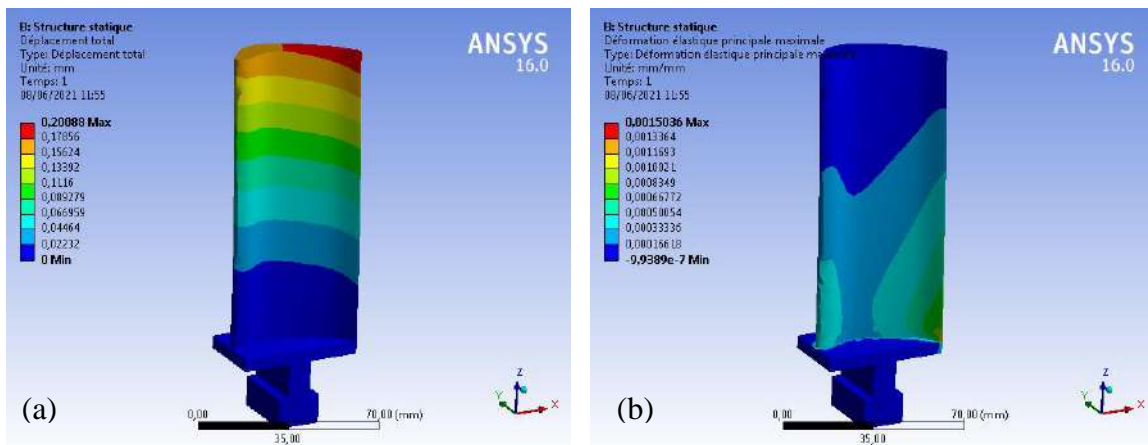 B: Structure statique
Déplacement total
Type: Déplacement total
Unité: mm
Temps: 1
08/06/2021 11:55
ANSYS
16.0
0,20088 Max
0,17856
0,15624
0,13392
0,1116
0,089279
0,066959
0,04464
0,02232
0 Min
0,00
70,00 (mm)
35,00
Z
Y
X
(a)
B: Structure statique
Déformation élastique principale maximale
Type: Déformation élastique principale
Unité: mm/mm
Temps: 1
08/06/2021 11:55
ANSYS
16.0
0,0015036 Max
0,0013364
0,0011693
0,0010021
0,0008349
0,00066772
0,00050054
0,00033336
0,00016618
-9,9389e-7 Min
0,00
70,00 (mm)
35,00
Z
Y
X
(b)